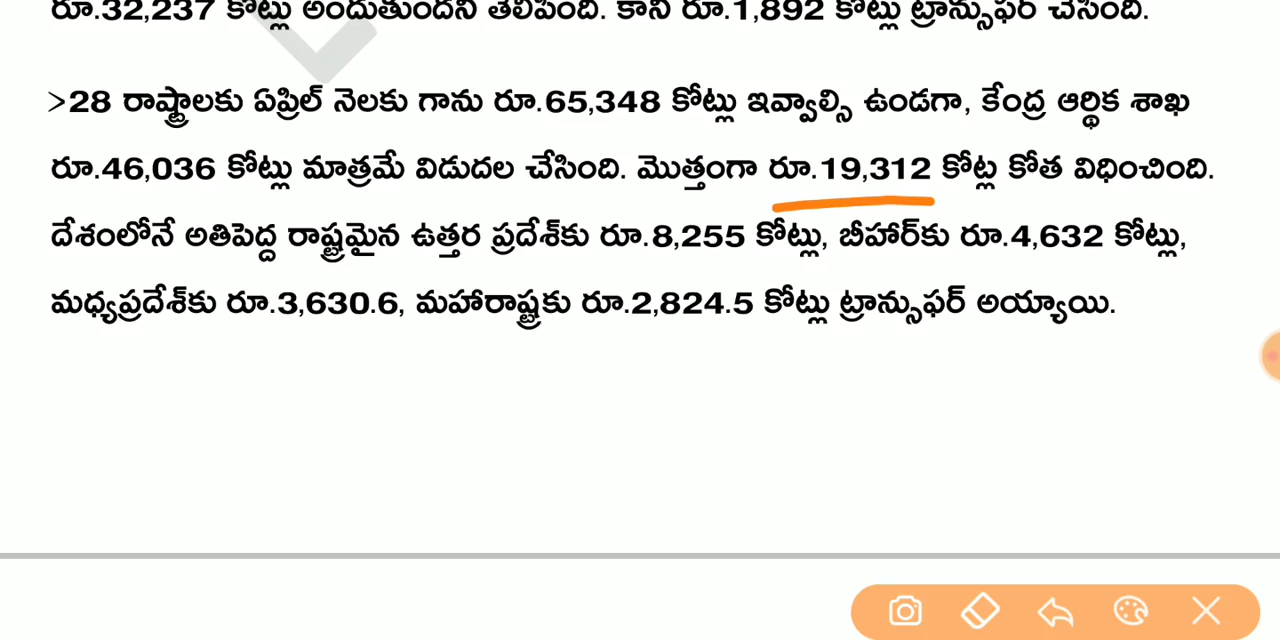 రూ.32,237 కోట్లు అందుతుందని తెలిపింది. కానీ రూ.1,892 కోట్లు ట్రాన్సుఫర్ చేసింది.
>28 రాష్ట్రాలకు ఏప్రిల్ నెలకు గాను రూ.65,348 కోట్లు ఇవ్వాల్సి ఉండగా, కేంద్ర ఆర్థిక శాఖ
రూ.46,036 కోట్లు మాత్రమే విడుదల చేసింది. మొత్తంగా రూ.19,312 కోట్ల కోత విధించింది.
దేశంలోనే అతిపెద్ద రాష్ట్రమైన ఉత్తర ప్రదేశ్‌కు రూ.8,255 కోట్లు, బీహార్‌కు రూ.4,632 కోట్లు,
మధ్యప్రదేశ్‌కు రూ.3,630.6, మహారాష్ట్రకు రూ.2,824.5 కోట్లు ట్రాన్సుఫర్ అయ్యాయి.